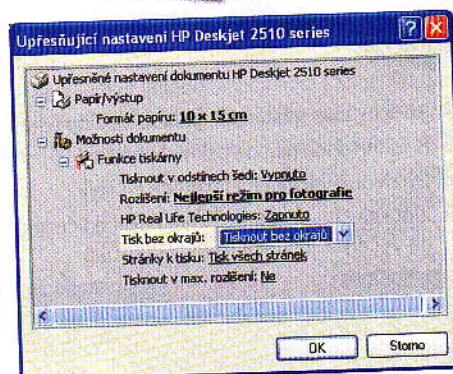 Upřesňující nastavení HP Deskjet 2510 series
Upřesněné nastavení dokumentu HP Deskjet 2510 series
Papír/výstup
Formát papíru: 10 × 15 cm
Možnosti dokumentu
Funkce tiskárny
Tisknout v odstínech šedi: Vypnuto
Rozlišení: Nejlepší režim pro fotografie
HP Real Life Technologies: Zapnuto
Tisk bez okrajů: Tisknout bez okrajů
Stránky k tisku: Tisk všech stránek
Tisknout v max. rozlišení: Ne
OK Storno